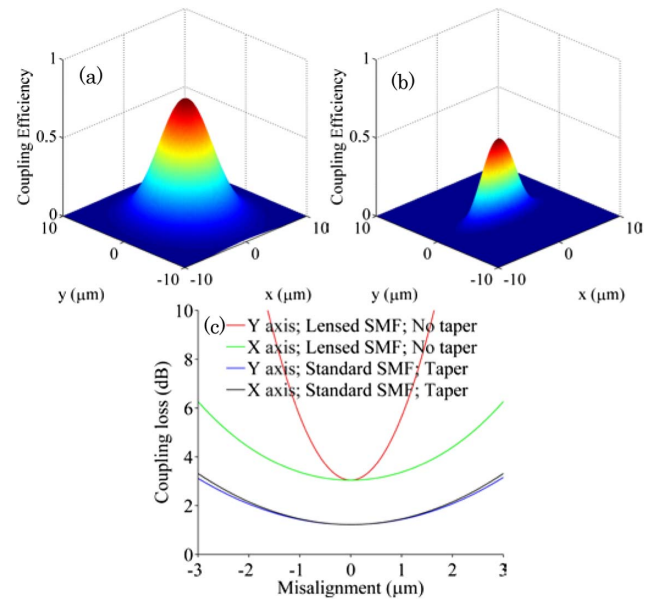 (a)
Coupling Efficiency
1
0.5
0
10
0
-10
y (μm)
-10
0
10
x (μm)
(b)
Coupling Efficiency
1
0.5
0
10
0
-10
y (μm)
-10
0
10
x (μm)
(c)
Coupling loss (dB)
10
8
6
4
2
0
Y axis; Lensed SMF; No taper
X axis; Lensed SMF; No taper
Y axis; Standard SMF; Taper
X axis; Standard SMF; Taper
-3 -2 -1 0 1 2 3
Misalignment (μm)